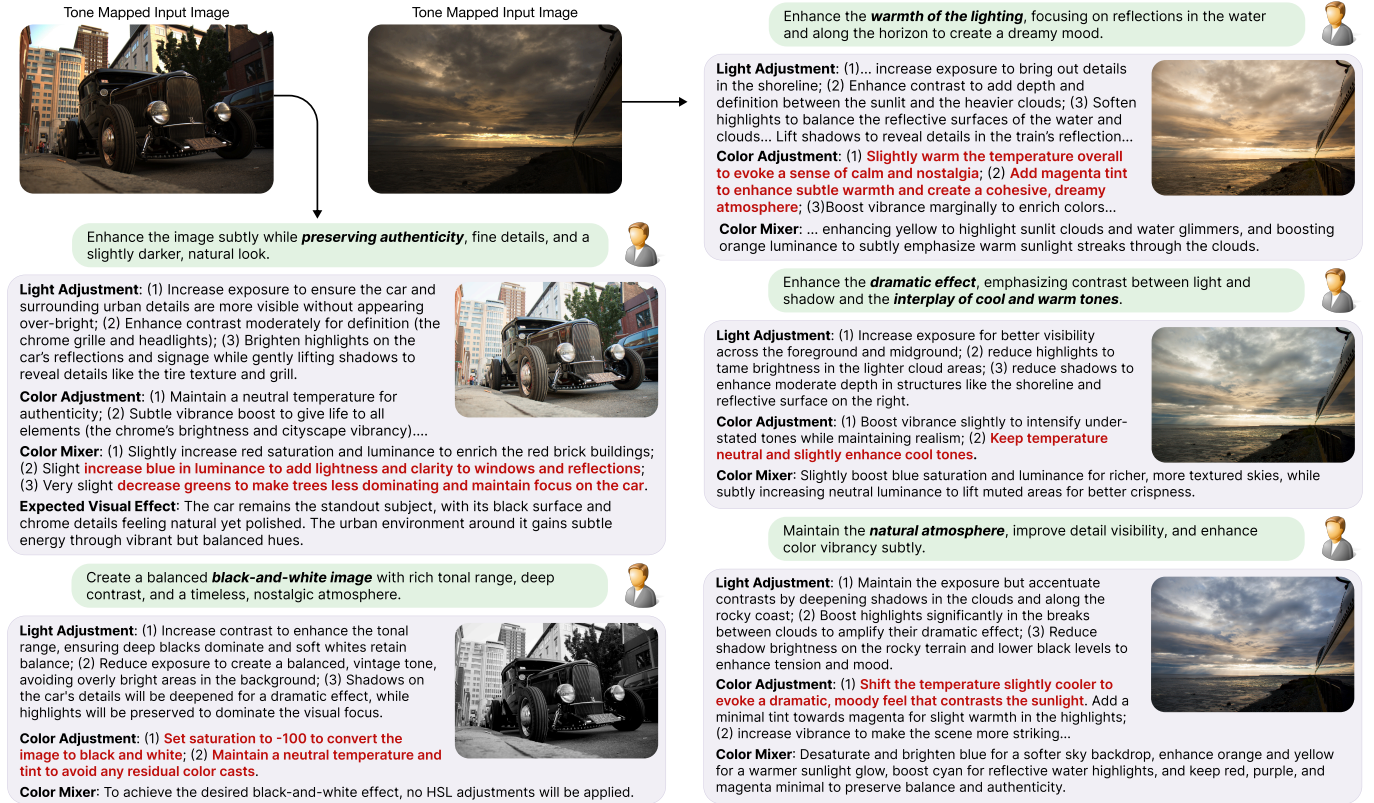 Tone Mapped Input Image
Tone Mapped Input Image
Enhance the image subtly while preserving authenticity, fine details, and a
slightly darker, natural look.
Light Adjustment: (1) Increase exposure to ensure the car and
surrounding urban details are more visible without appearing
over-bright; (2) Enhance contrast moderately for definition (the
chrome grille and headlights); (3) Brighten highlights on the
car's reflections and signage while gently lifting shadows to
reveal details like the tire texture and grill.
Color Adjustment: (1) Maintain a neutral temperature for
authenticity; (2) Subtle vibrance boost to give life to all
elements (the chrome's brightness and cityscape vibrancy)....
Color Mixer: (1) Slightly increase red saturation and luminance to enrich the red brick buildings;
(2) Slight increase blue in luminance to add lightness and clarity to windows and reflections;
(3) Very slight decrease greens to make trees less dominating and maintain focus on the car.
Expected Visual Effect: The car remains the standout subject, with its black surface and
chrome details feeling natural yet polished. The urban environment around it gains subtle
energy through vibrant but balanced hues.
Create a balanced black-and-white image with rich tonal range, deep
contrast, and a timeless, nostalgic atmosphere.
Light Adjustment: (1) Increase contrast to enhance the tonal
range, ensuring deep blacks dominate and soft whites retain
balance; (2) Reduce exposure to create a balanced, vintage tone,
avoiding overly bright areas in the background; (3) Shadows on
the car's details will be deepened for a dramatic effect, while
highlights will be preserved to dominate the visual focus.
Color Adjustment: (1) Set saturation to -100 to convert the
image to black and white; (2) Maintain a neutral temperature and
tint to avoid any residual color casts.
Color Mixer: To achieve the desired black-and-white effect, no HSL adjustments will be applied.
Enhance the warmth of the lighting, focusing on reflections in the water
and along the horizon to create a dreamy mood.
Light Adjustment: (1)... increase exposure to bring out details
in the shoreline; (2) Enhance contrast to add depth and
definition between the sunlit and the heavier clouds; (3) Soften
highlights to balance the reflective surfaces of the water and
clouds... Lift shadows to reveal details in the train's reflection...
Color Adjustment: (1) Slightly warm the temperature overall
to evoke a sense of calm and nostalgia; (2) Add magenta tint
to enhance subtle warmth and create a cohesive, dreamy
atmosphere; (3)Boost vibrance marginally to enrich colors...
Color Mixer: ... enhancing yellow to highlight sunlit clouds and water glimmers, and boosting
orange luminance to subtly emphasize warm sunlight streaks through the clouds.
Enhance the dramatic effect, emphasizing contrast between light and
shadow and the interplay of cool and warm tones.
Light Adjustment: (1) Increase exposure for better visibility
across the foreground and midground; (2) reduce highlights to
tame brightness in the lighter cloud areas; (3) reduce shadows to
enhance moderate depth in structures like the shoreline and
reflective surface on the right.
Color Adjustment: (1) Boost vibrance slightly to intensify under-
stated tones while maintaining realism; (2) Keep temperature
neutral and slightly enhance cool tones.
Color Mixer: Slightly boost blue saturation and luminance for richer, more textured skies, while
subtly increasing neutral luminance to lift muted areas for better crispness.
Maintain the natural atmosphere, improve detail visibility, and enhance
color vibrancy subtly.
Light Adjustment: (1) Maintain the exposure but accentuate
contrasts by deepening shadows in the clouds and along the
rocky coast; (2) Boost highlights significantly in the breaks
between clouds to amplify their dramatic effect; (3) Reduce
shadow brightness on the rocky terrain and lower black levels to
enhance tension and mood.
Color Adjustment: (1) Shift the temperature slightly cooler to
evoke a dramatic, moody feel that contrasts the sunlight. Add a
minimal tint towards magenta for slight warmth in the highlights;
(2) increase vibrance to make the scene more striking...
Color Mixer: Desaturate and brighten blue for a softer sky backdrop, enhance orange and yellow
for a warmer sunlight glow, boost cyan for reflective water highlights, and keep red, purple, and
magenta minimal to preserve balance and authenticity.